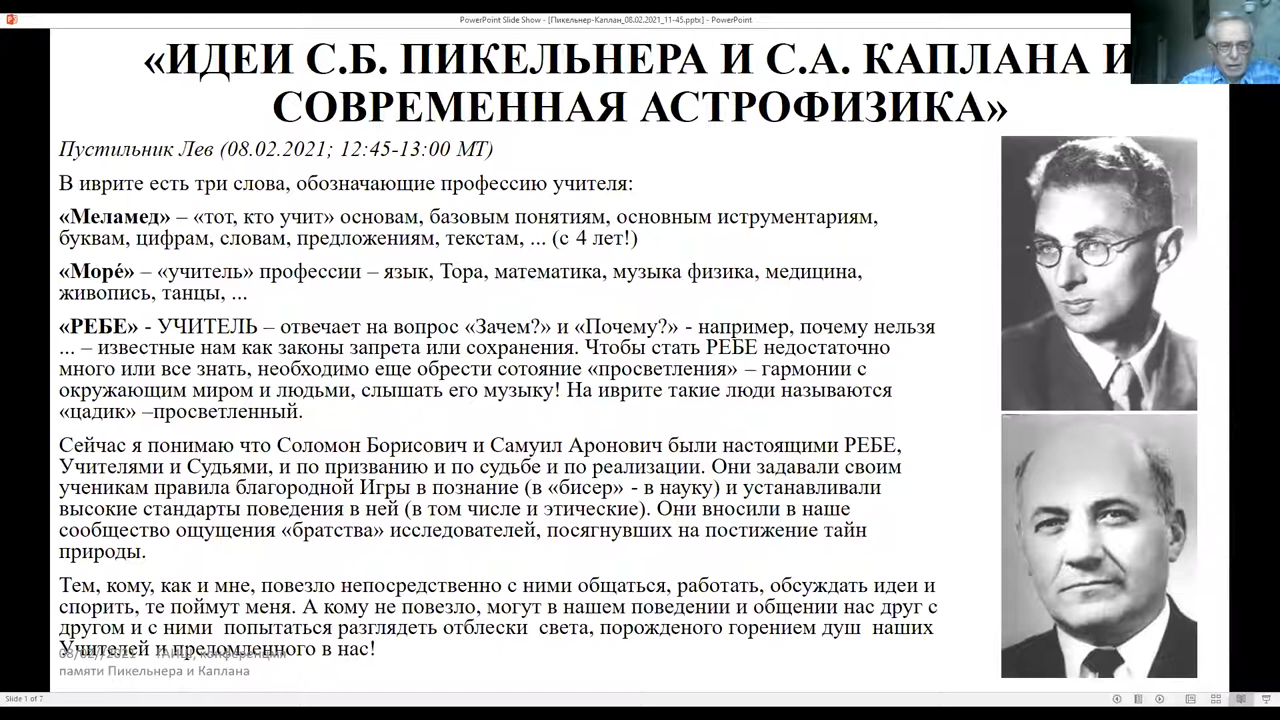 PowerPoint Slide Show - [Пикельнер-Каплан_08.02.2021_11-45.pptx] - PowerPoint
«ИДЕИ С.Б. ПИКЕЛЬНЕРА И С.А. КАПЛАНА И
СОВРЕМЕННАЯ АСТРОФИЗИКА»
Пустильник Лев (08.02.2021; 12:45-13:00 МТ)
В иврите есть три слова, обозначающие профессию учителя:
«Меламед» – «тот, кто учит» основам, базовым понятиям, основным иструментариям,
буквам, цифрам, словам, предложениям, текстам, ... (с 4 лет!)
«Море́» – «учитель» профессии – язык, Тора, математика, музыка физика, медицина,
живопись, танцы, ...
«РЕБЕ» - УЧИТЕЛЬ – отвечает на вопрос «Зачем?» и «Почему?» - например, почему нельзя
... – известные нам как законы запрета или сохранения. Чтобы стать РЕБЕ недостаточно
много или все знать, необходимо еще обрести сотояние «просветления» – гармонии с
окружающим миром и людьми, слышать его музыку! На иврите такие люди называются
«цадик» –просветленный.
Сейчас я понимаю что Соломон Борисович и Самуил Аронович были настоящими РЕБЕ,
Учителями и Судьями, и по призванию и по судьбе и по реализации. Они задавали своим
ученикам правила благородной Игры в познание (в «бисер» - в науку) и устанавливали
высокие стандарты поведения в ней (в том числе и этические). Они вносили в наше
сообщество ощущения «братства» исследователей, посягнувших на постижение тайн
природы.
Тем, кому, как и мне, повезло непосредственно с ними общаться, работать, обсуждать идеи и
спорить, те поймут меня. А кому не повезло, могут в нашем поведении и общении нас друг с
другом и с ними попытаться разглядеть отблески света, порожденого горением душ наших
Учителей и преломленного в нас!
конференции
памяти Пикельнера и Каплана
Slide 1 of 7